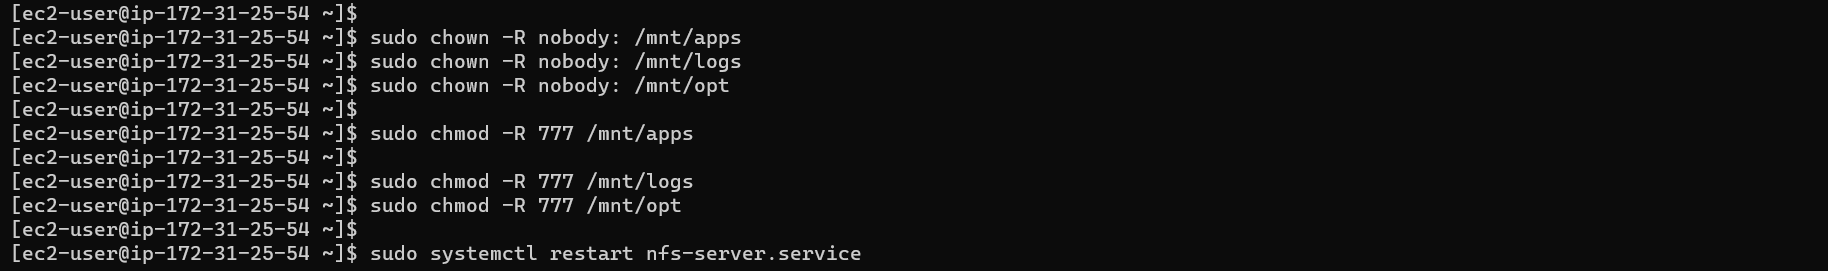 [ec2-user@ip-172-31-25-54 ~]$
[ec2-user@ip-172-31-25-54 ~]$ sudo chown -R nobody: /mnt/apps
[ec2-user@ip-172-31-25-54 ~]$ sudo chown -R nobody: /mnt/logs
[ec2-user@ip-172-31-25-54 ~]$ sudo chown -R nobody: /mnt/opt
[ec2-user@ip-172-31-25-54 ~]$
[ec2-user@ip-172-31-25-54 ~]$ sudo chmod -R 777 /mnt/apps
[ec2-user@ip-172-31-25-54 ~]$
[ec2-user@ip-172-31-25-54 ~]$ sudo chmod -R 777 /mnt/logs
[ec2-user@ip-172-31-25-54 ~]$ sudo chmod -R 777 /mnt/opt
[ec2-user@ip-172-31-25-54 ~]$
[ec2-user@ip-172-31-25-54 ~]$ sudo systemctl restart nfs-server.service